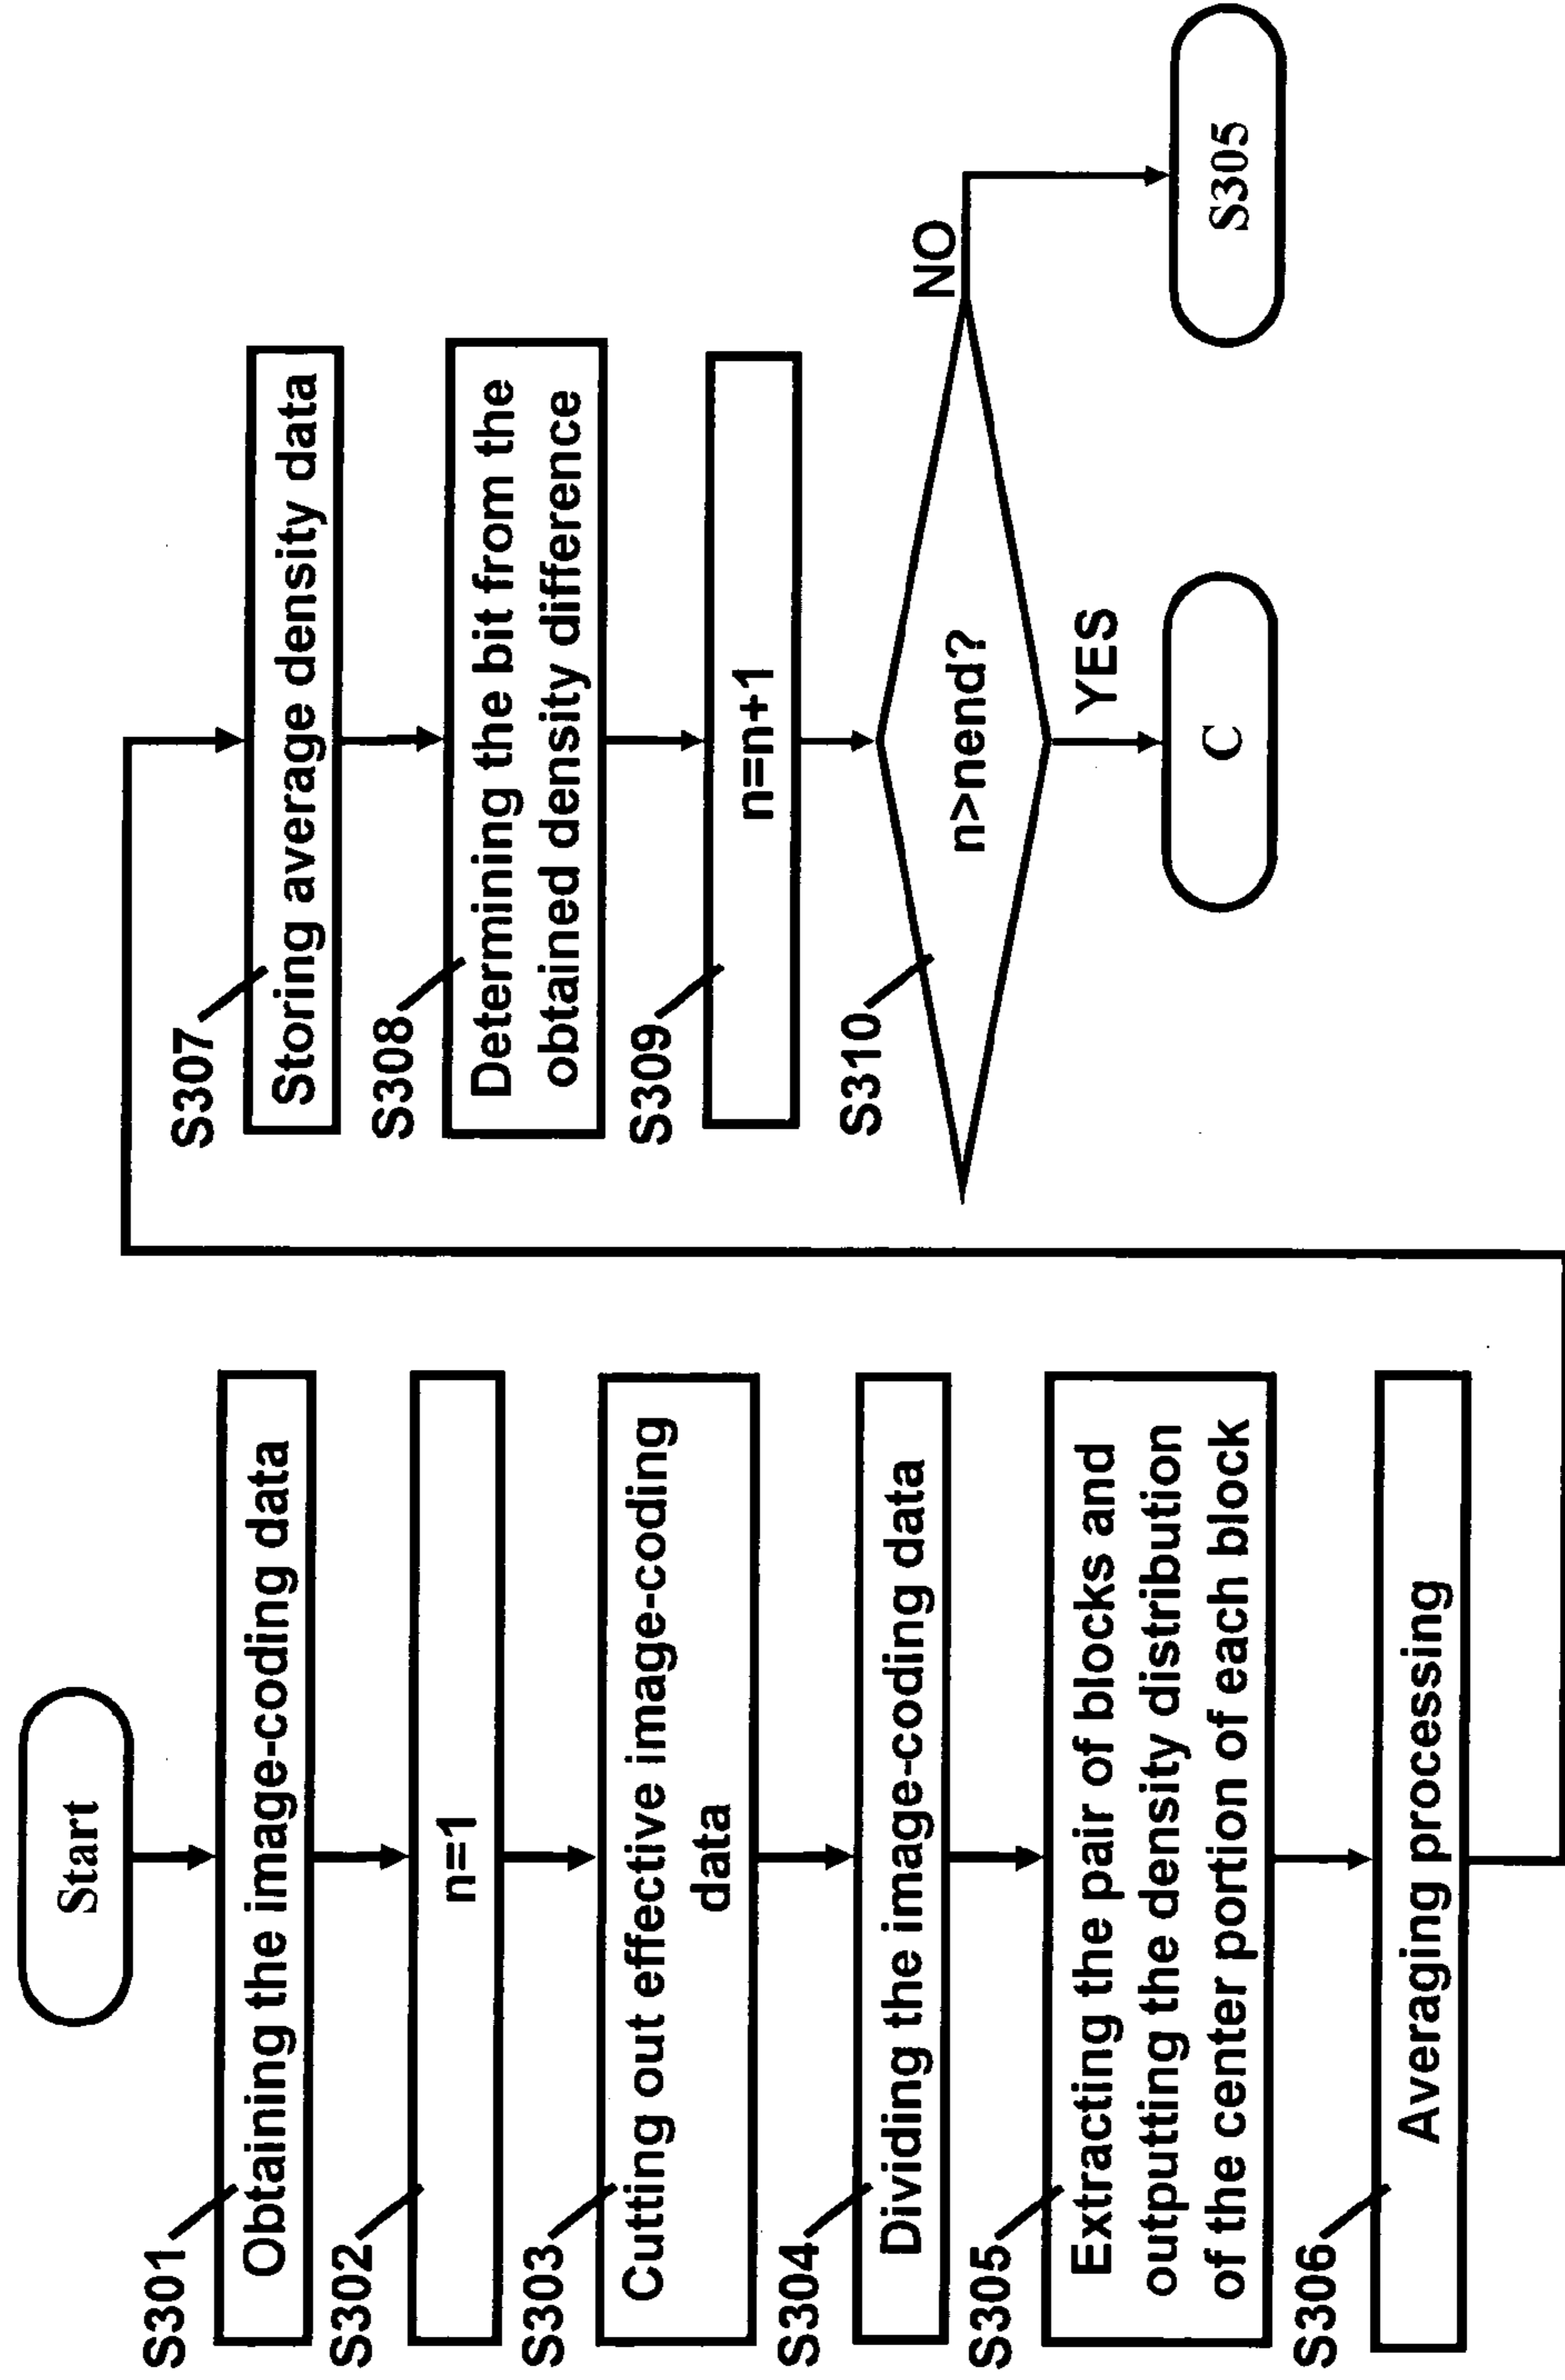 Start
S301
Obtaining the image-coding data
S302
n=1
S303
Cutting out effective image-coding
data
S304
Dividing the image-coding data
S305
Extracting the pair of blocks and
outputting the density distribution
of the center portion of each block
S306
Averaging processing
S307
Storing average density data
S308
Determining the bit from the
obtained density difference
S309
n=n+1
S310
n>nend?
NO
S305
YES
C